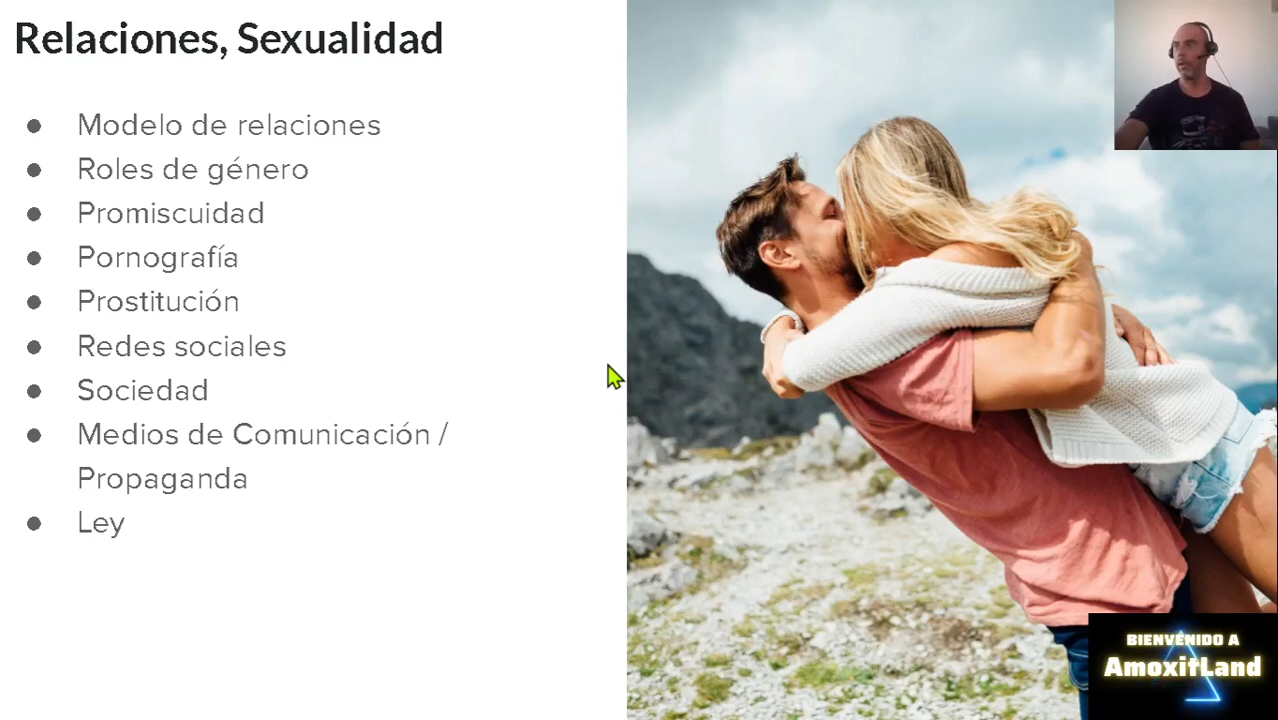 Relaciones, Sexualidad
Modelo de relaciones
Roles de género
Promiscuidad
Pornografía
Prostitución
Redes sociales
Sociedad
Medios de Comunicación /
Propaganda
Ley
BIENVENIDO A
AmoxitLand